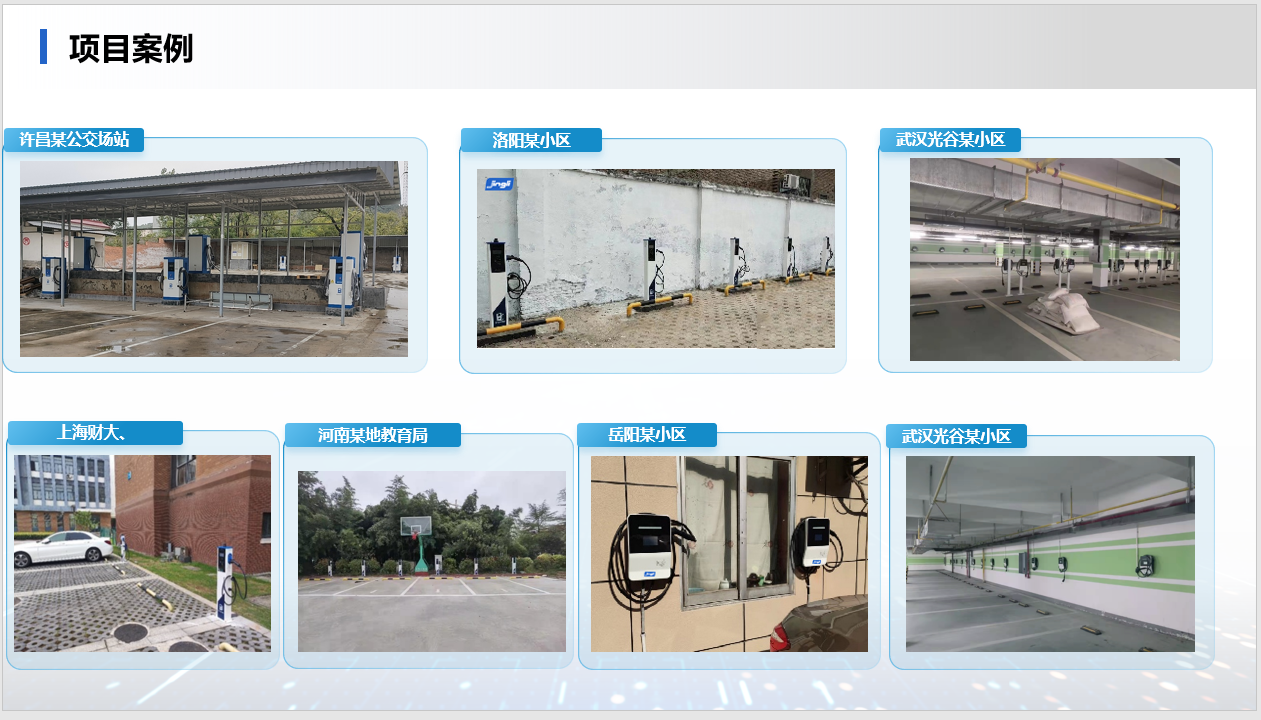 项目案例
许昌某公交场站
洛阳某小区
武汉光谷某小区
jingli
上海财大、
河南某地教育局
岳阳某小区
武汉光谷某小区